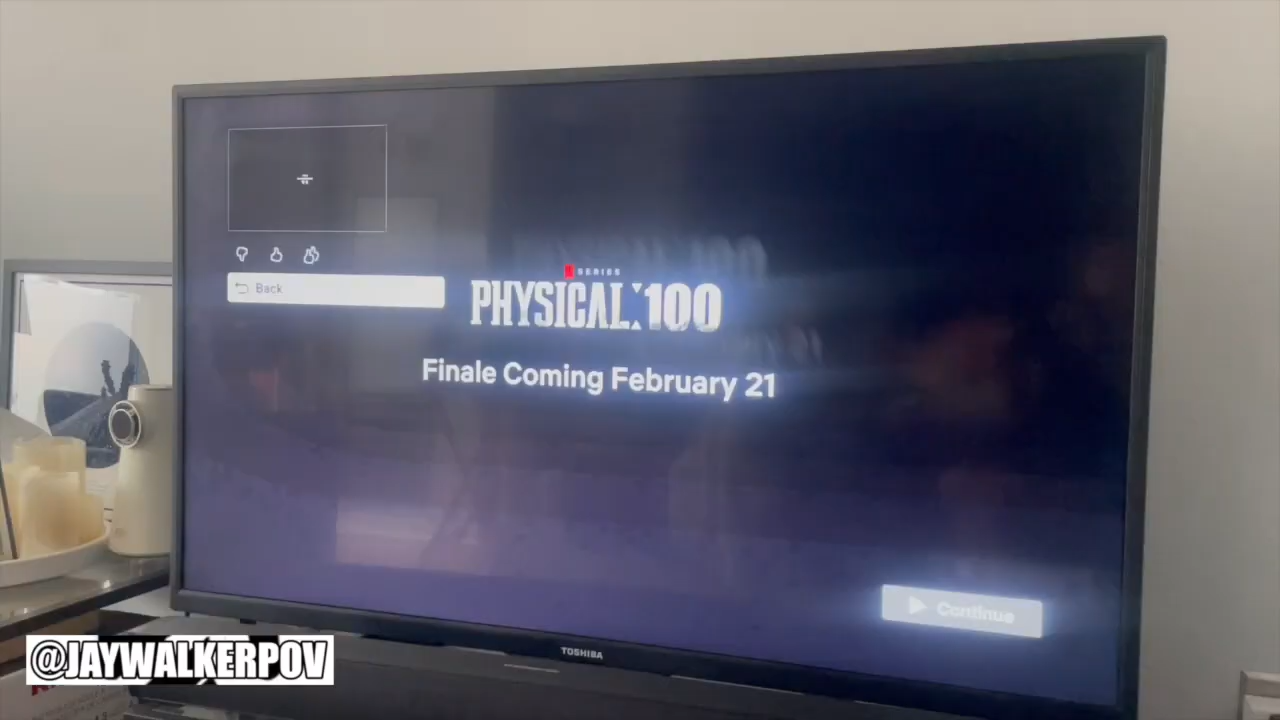 SERIES
PHYSICAL:100
Finale Coming February 21
Back
Continue
TOSHIBA
@JAYWALKERPOV